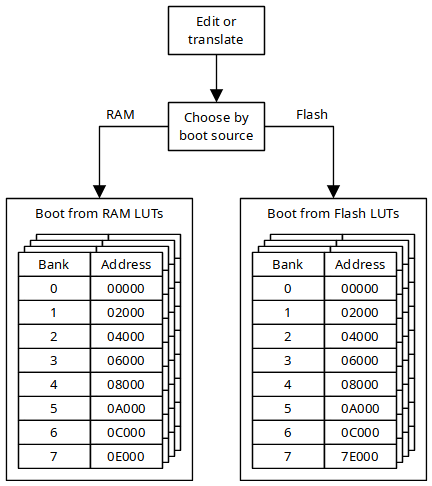 Edit or
translate
Choose by
boot source
RAM
Flash
Boot from RAM LUTs
Bank Address
0 00000
1 02000
2 04000
3 06000
4 08000
5 0A000
6 0C000
7 0E000
Boot from Flash LUTs
Bank Address
0 00000
1 02000
2 04000
3 06000
4 08000
5 0A000
6 0C000
7 7E000